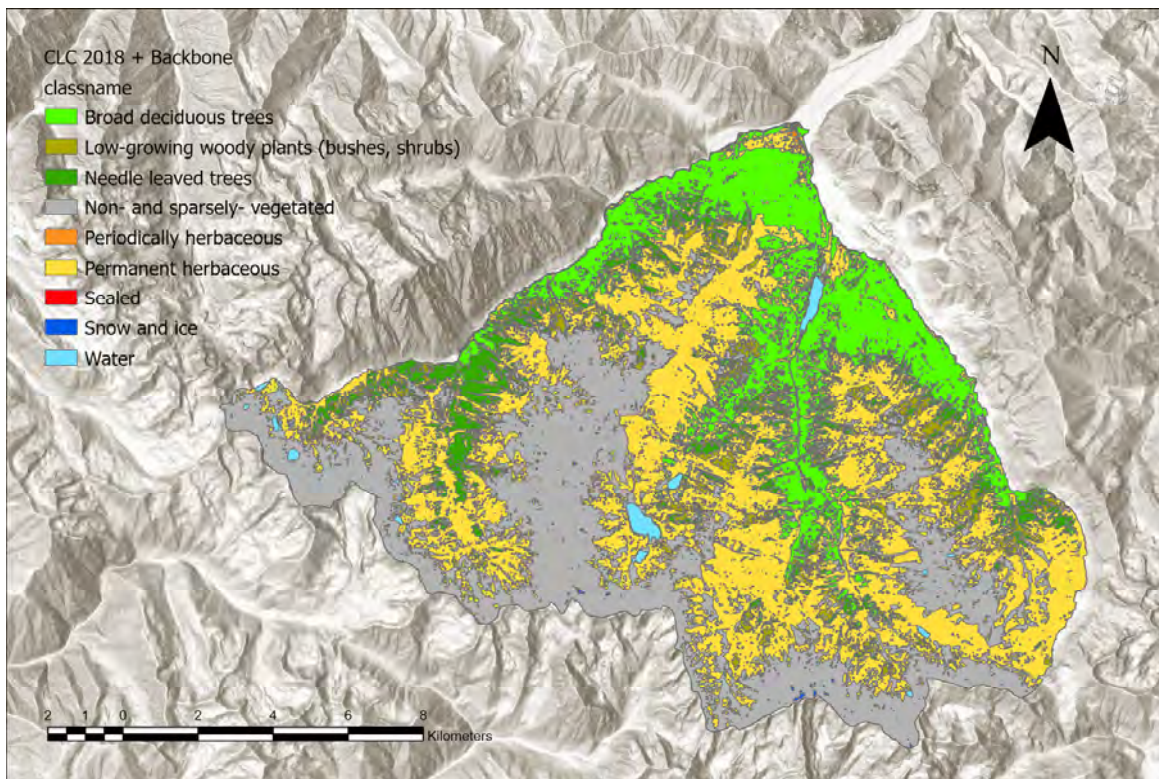 CLC 2018 + Backbone
classname
Broad deciduous trees
Low-growing woody plants (bushes, shrubs)
Needle leaved trees
Non- and sparsely- vegetated
Periodically herbaceous
Permanent herbaceous
Sealed
Snow and ice
Water
N
2 1 0 2 4 6 8
Kilometers